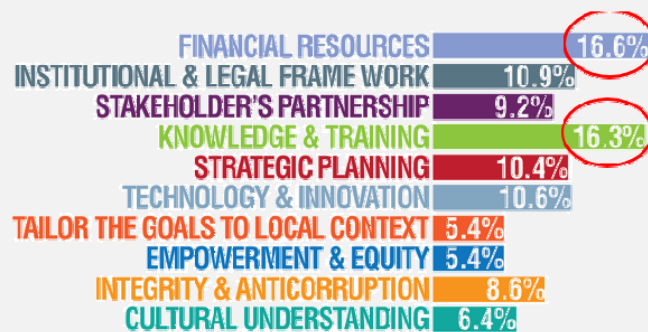 FINANCIAL RESOURCES 16.6%
INSTITUTIONAL & LEGAL FRAME WORK 10.9%
STAKEHOLDER'S PARTNERSHIP 9.2%
KNOWLEDGE & TRAINING 16.3%
STRATEGIC PLANNING 10.4%
TECHNOLOGY & INNOVATION 10.6%
TAILOR THE GOALS TO LOCAL CONTEXT 5.4%
EMPOWERMENT & EQUITY 5.4%
INTEGRITY & ANTICORRUPTION 8.6%
CULTURAL UNDERSTANDING 6.4%